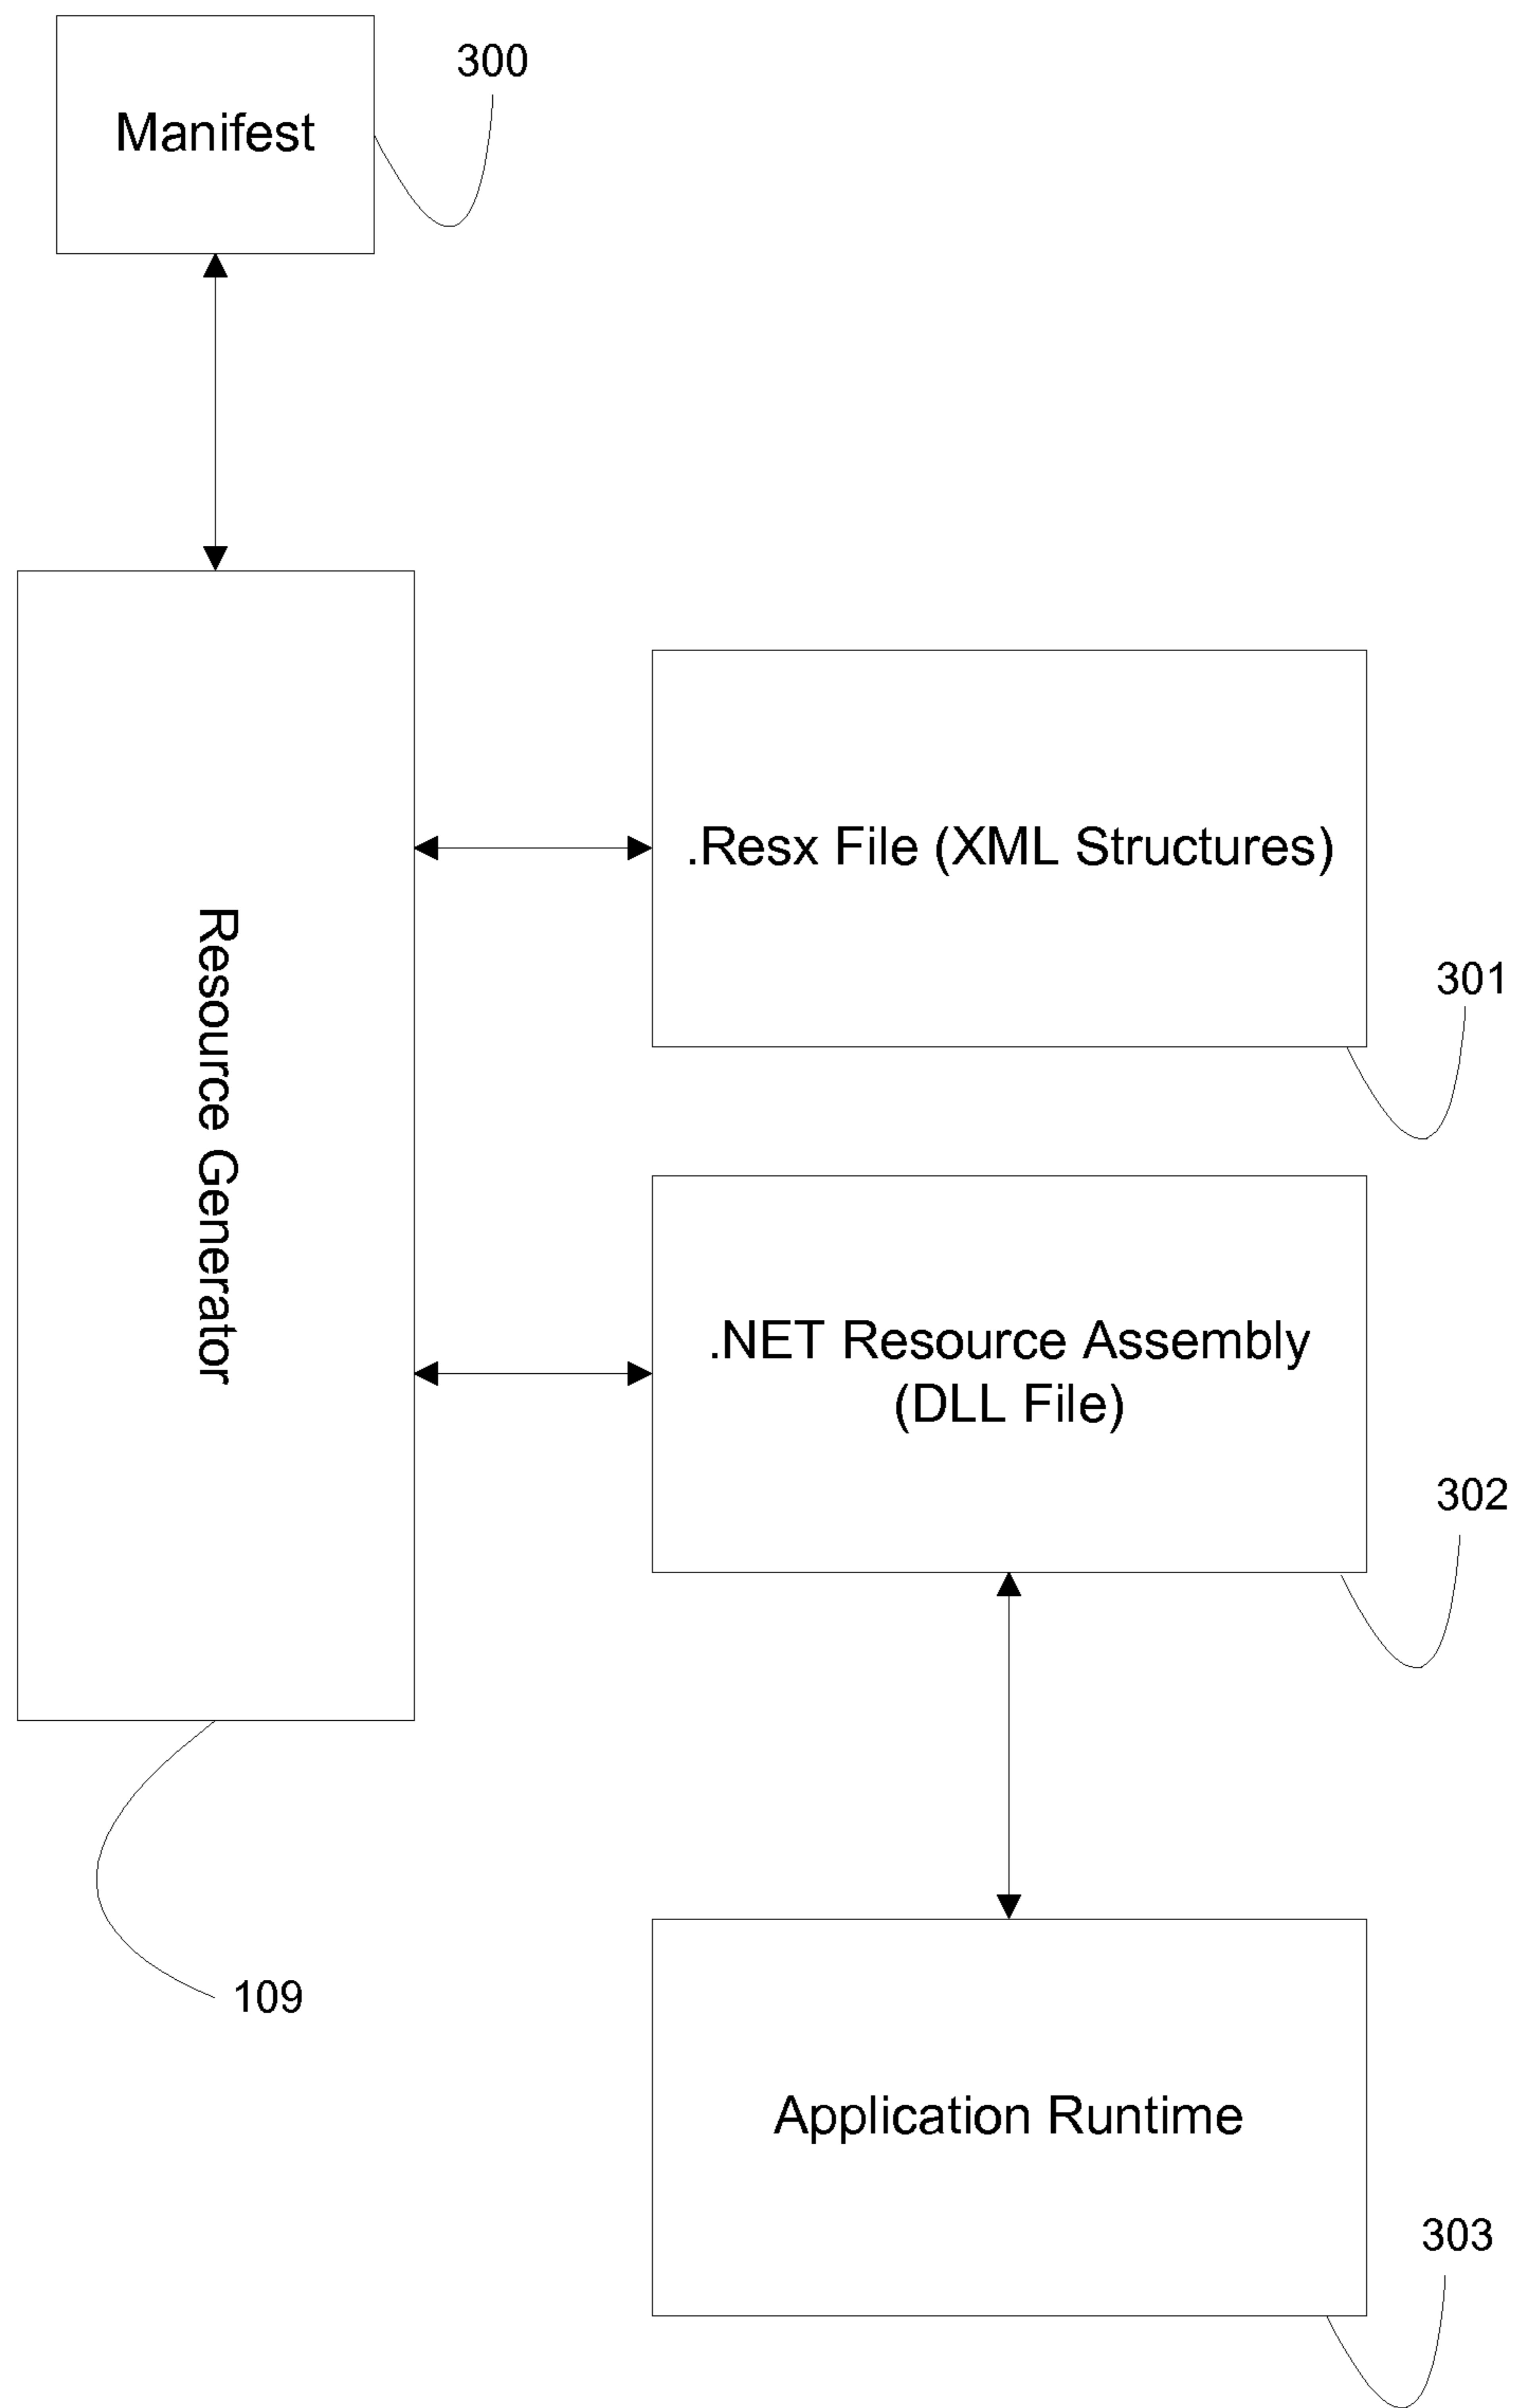 300
Manifest
.Resx File (XML Structures)
301
Resource Generator
.NET Resource Assembly
(DLL File)
302
109
Application Runtime
303